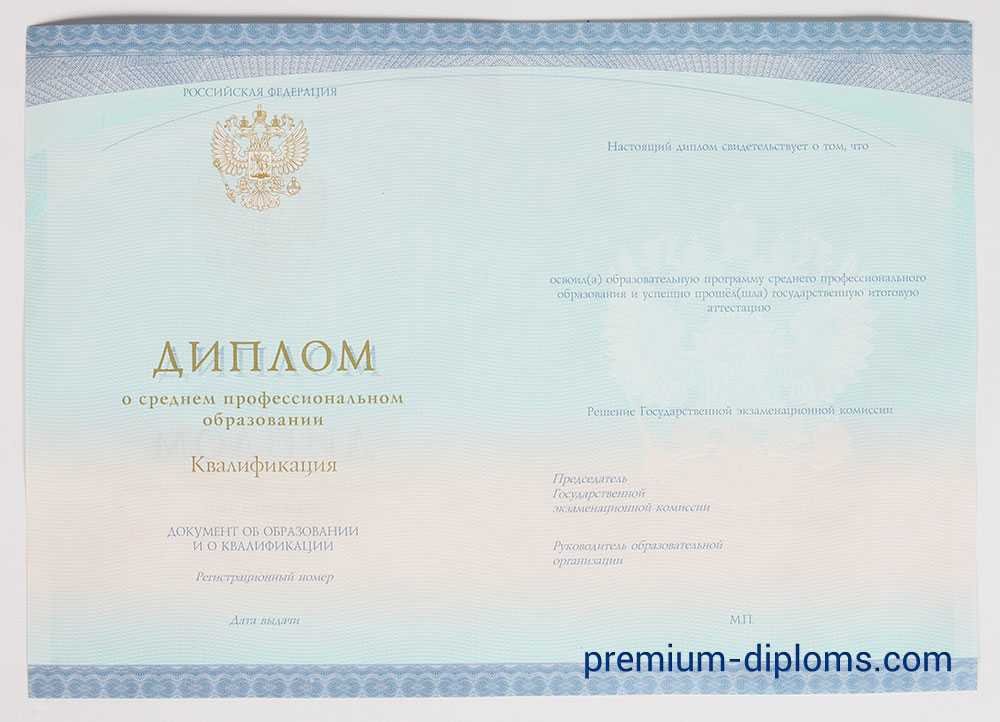 РОССИЙСКАЯ ФЕДЕРАЦИЯ
ДИПЛОМ
о среднем профессиональном
образовании
Квалификация
ДОКУМЕНТ ОБ ОБРАЗОВАНИИ
И О КВАЛИФИКАЦИИ
Регистрационный номер
Дата выдачи
Настоящий диплом свидетельствует о том, что
освоил(а) образовательную программу среднего профессионального
образования и успешно прошёл(шла) государственную итоговую
аттестацию
Решение Государственной экзаменационной комиссии
Председатель
Государственной
экзаменационной комиссии
Руководитель образовательной
организации
М.П.
premium-diploms.com